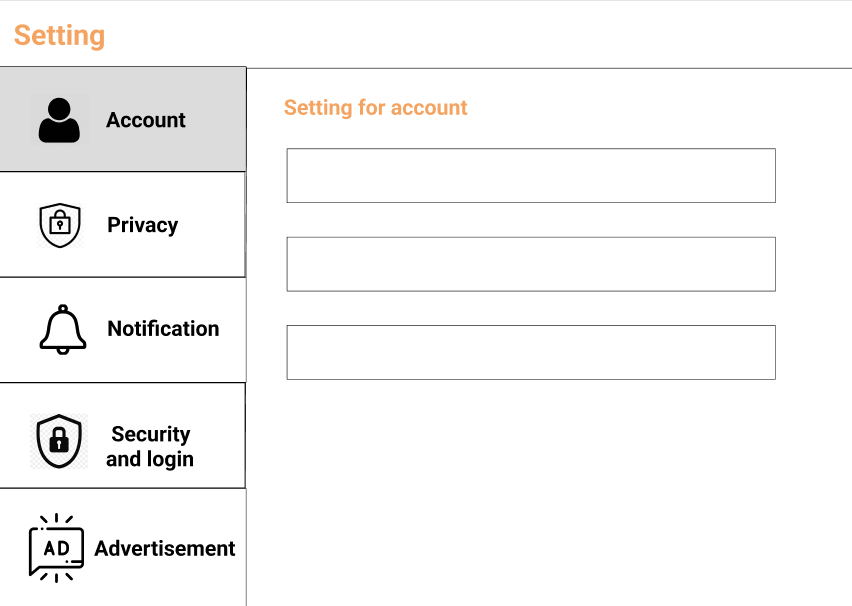 Setting
Account
Setting for account
Privacy
Notification
Security
and login
AD
Advertisement